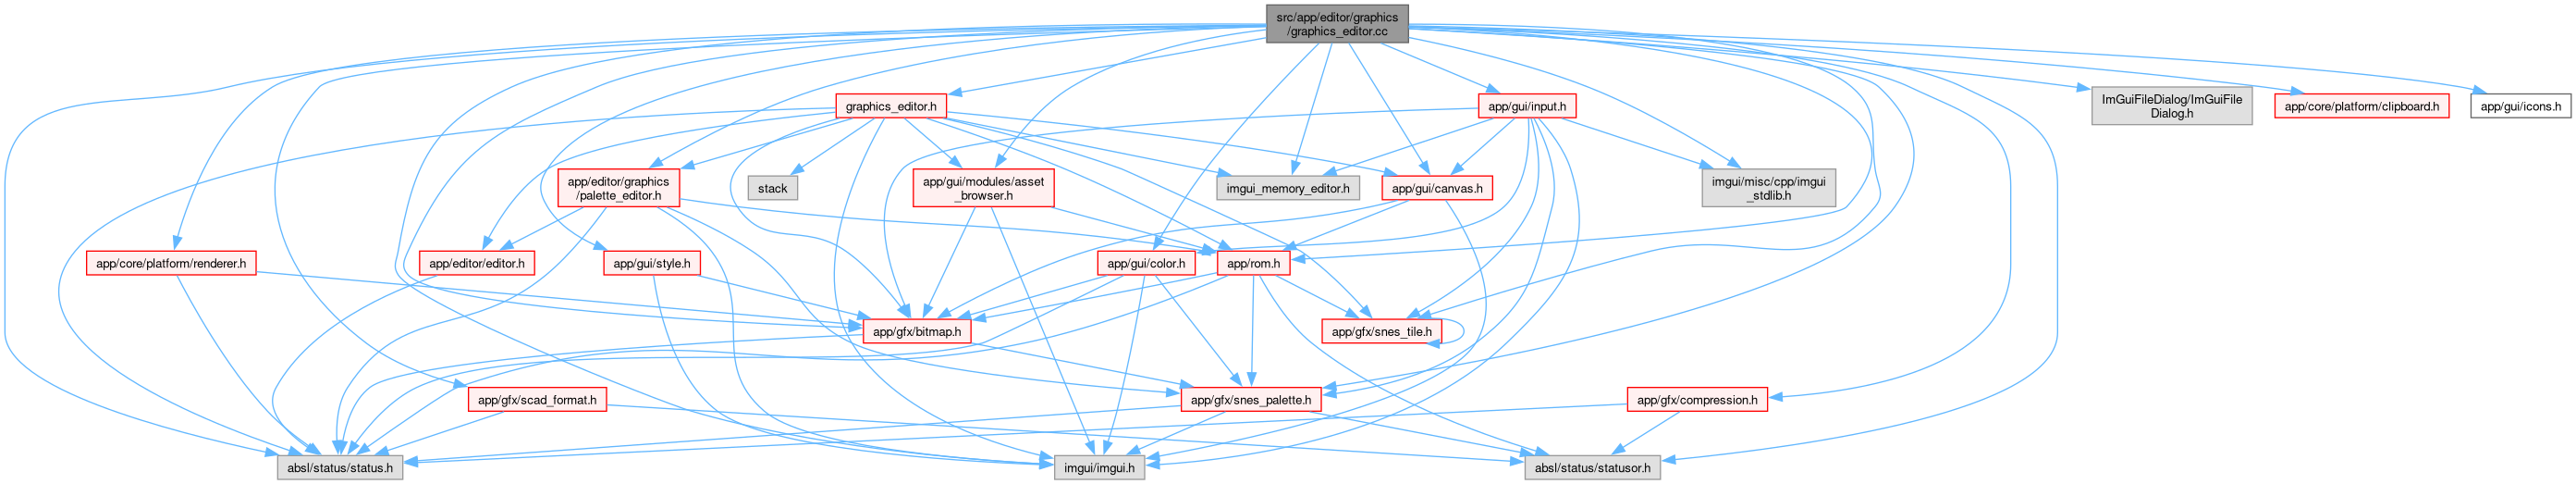 src/app/editor/graphics
/graphics_editor.cc
graphics_editor.h
app/gui/input.h
ImGuiFileDialog/ImGuiFile
Dialog.h
app/core/platform/clipboard.h
app/gui/icons.h
app/editor/graphics
/palette_editor.h
stack
app/gui/modules/asset
_browser.h
imgui_memory_editor.h
app/gui/canvas.h
imgui/misc/cpp/imgui
_stdlib.h
app/core/platform/renderer.h
app/editor/editor.h
app/gui/style.h
app/gui/color.h
app/rom.h
app/gfx/bitmap.h
app/gfx/snes_tile.h
app/gfx/scad_format.h
app/gfx/snes_palette.h
app/gfx/compression.h
absl/status/status.h
imgui/imgui.h
absl/status/statusor.h